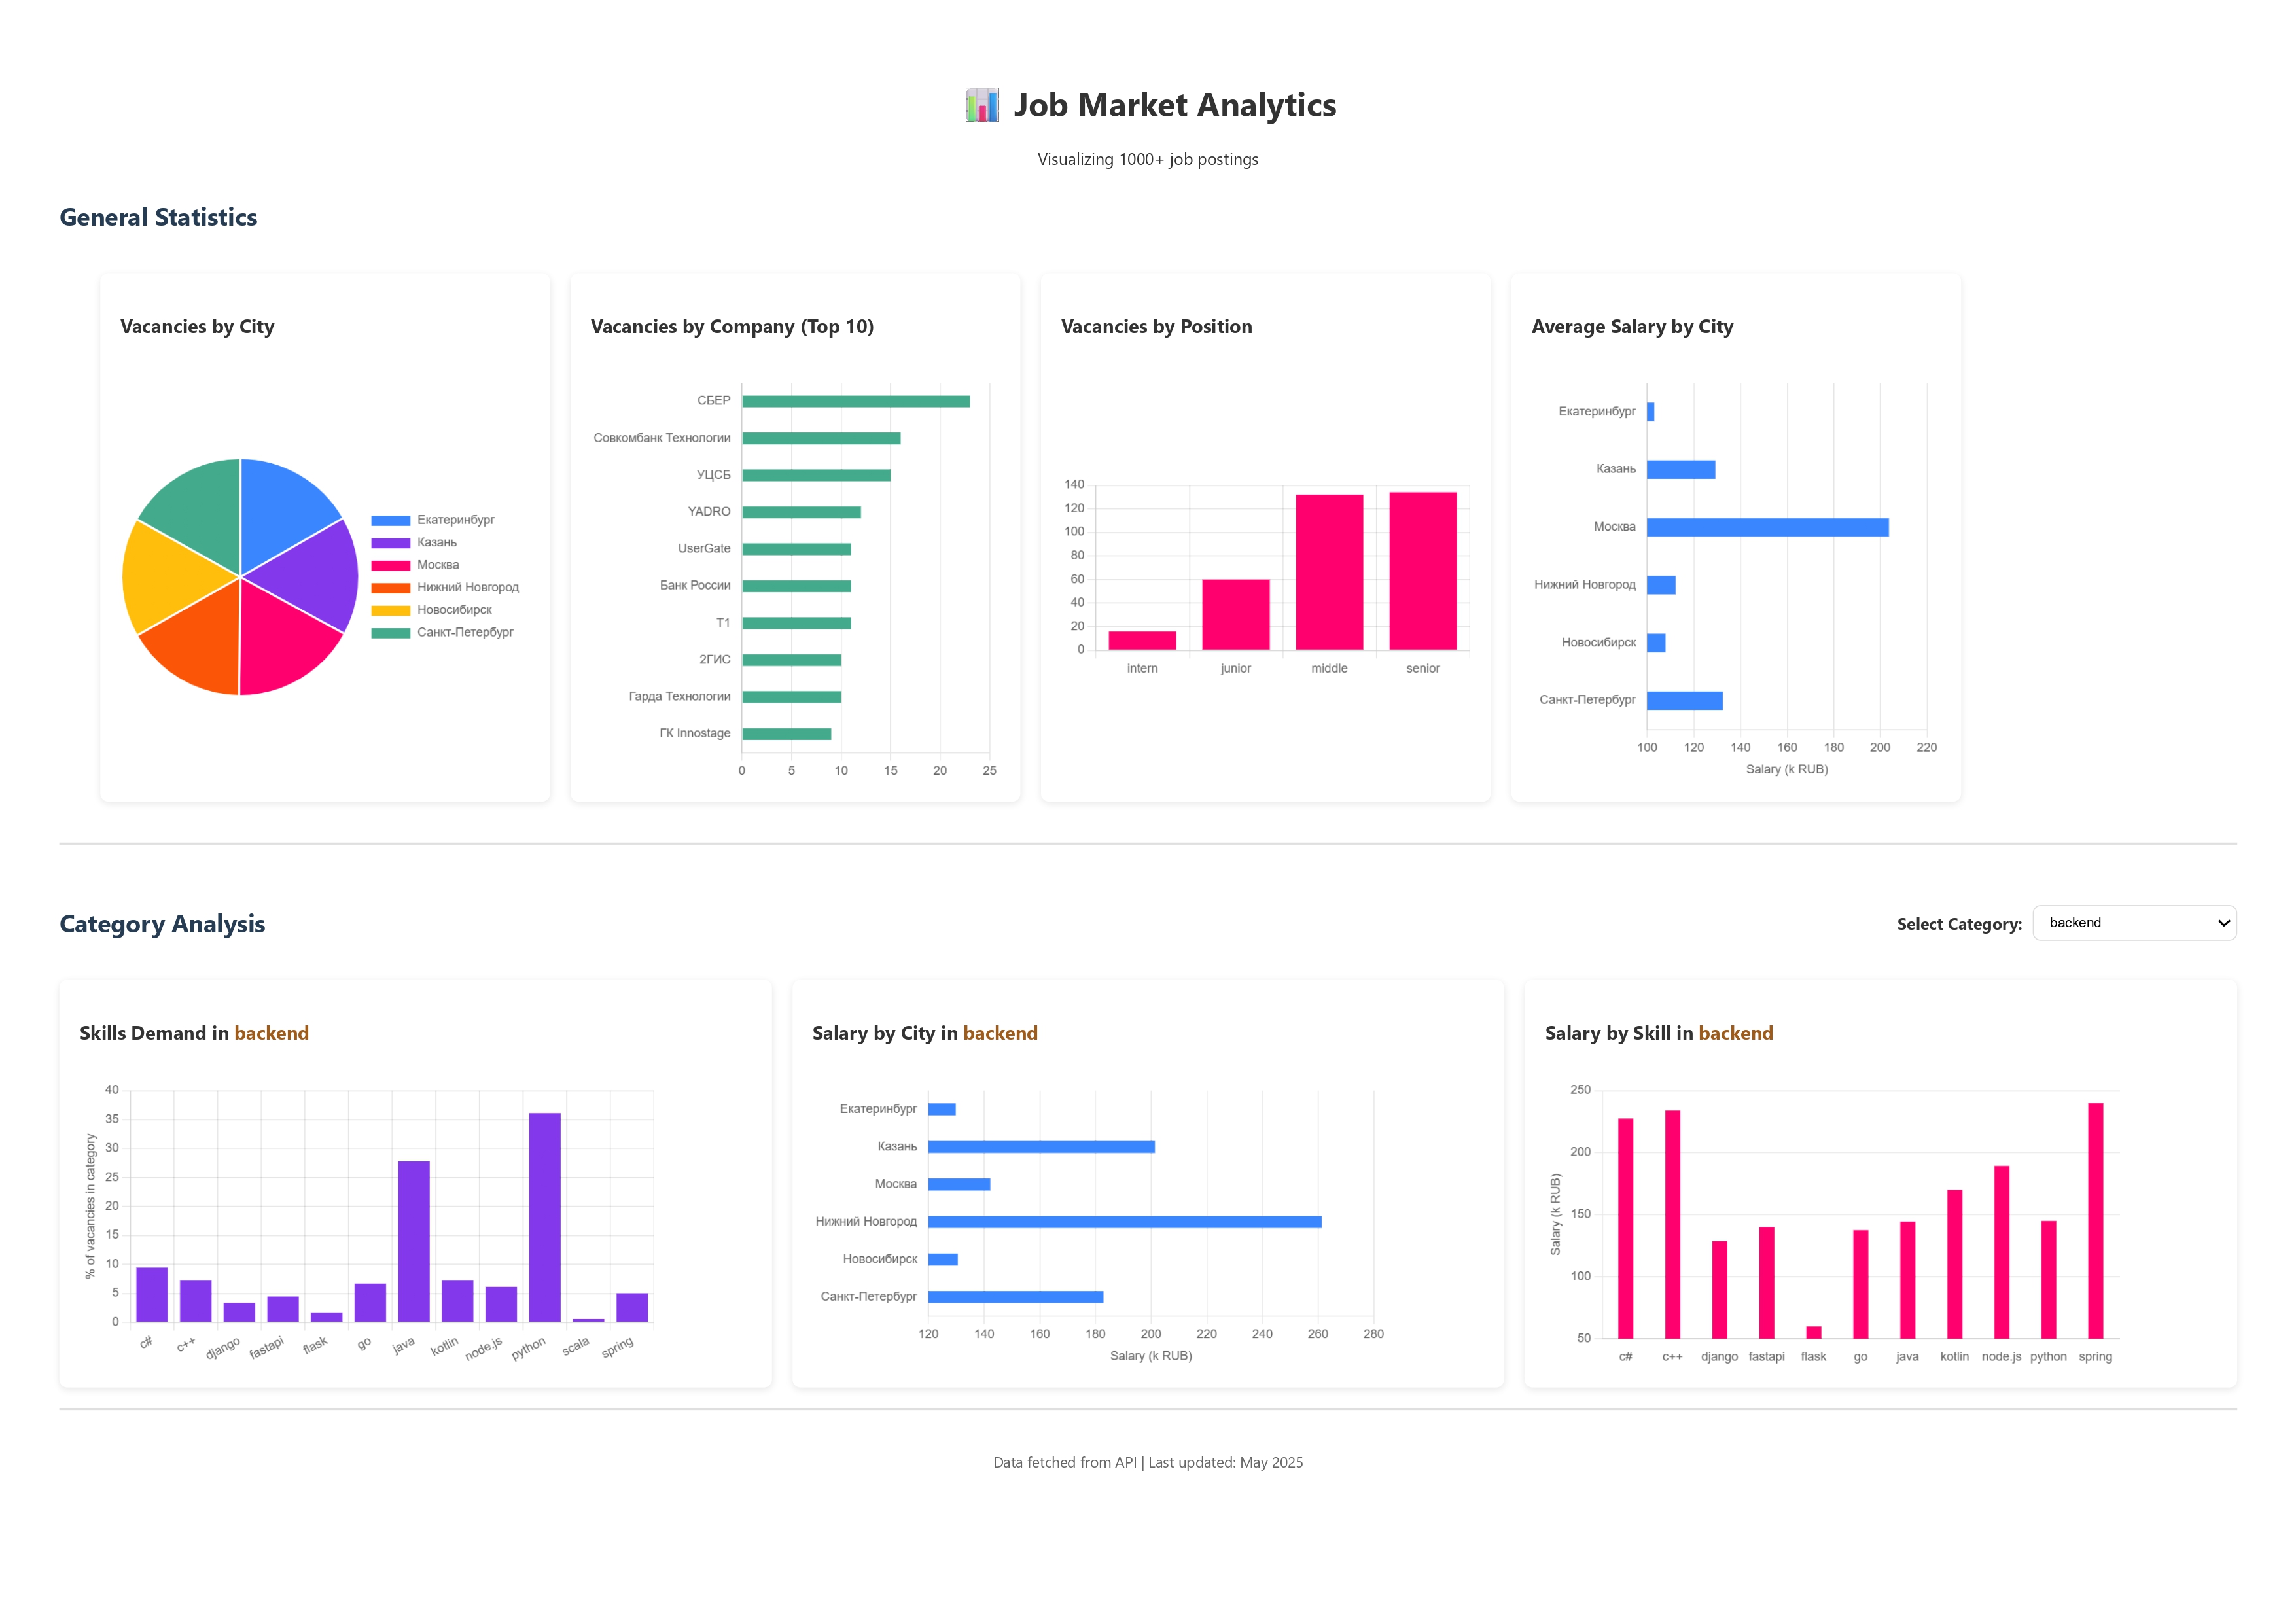 📊 Job Market Analytics
Visualizing 1000+ job postings
General Statistics
Vacancies by City
Екатеринбург
Казань
Москва
Нижний Новгород
Новосибирск
Санкт-Петербург
Vacancies by Company (Top 10)
СБЕР
Совкомбанк Технологии
УЦСБ
YADRO
UserGate
Банк России
Т1
2ГИС
Гарда Технологии
ГК Innostage
0 5 10 15 20 25
Vacancies by Position
140
120
100
80
60
40
20
0
intern junior middle senior
Average Salary by City
Екатеринбург
Казань
Москва
Нижний Новгород
Новосибирск
Санкт-Петербург
100 120 140 160 180 200 220
Salary (k RUB)
Category Analysis
Select Category: backend
Skills Demand in backend
% of vacancies in category
40
35
30
25
20
15
10
5
0
c# c++ django fastapi flask go java kotlin node.js python scala spring
Salary by City in backend
Екатеринбург
Казань
Москва
Нижний Новгород
Новосибирск
Санкт-Петербург
120 140 160 180 200 220 240 260 280
Salary (k RUB)
Salary by Skill in backend
Salary (k RUB)
250
200
150
100
50
c# c++ django fastapi flask go java kotlin node.js python spring
Data fetched from API | Last updated: May 2025